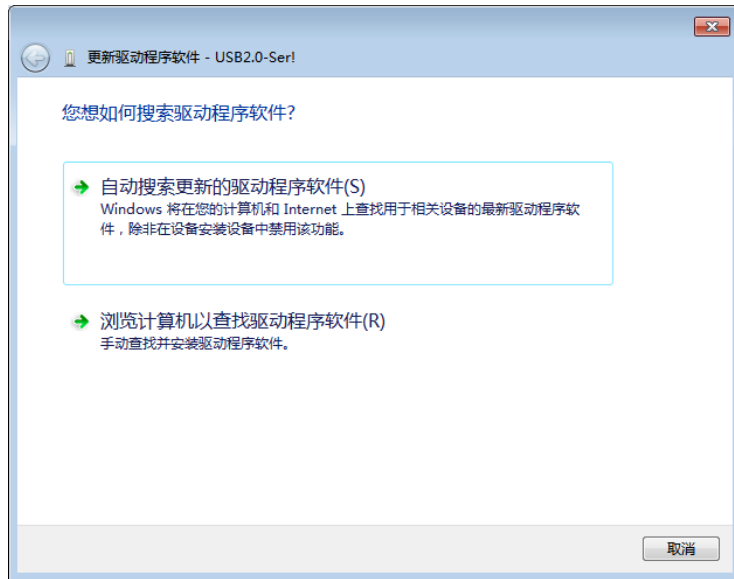 更新驱动程序软件 - USB2.0-Ser!
您想如何搜索驱动程序软件?
自动搜索更新的驱动程序软件(S)
Windows 将在您的计算机和 Internet 上查找用于相关设备的最新驱动程序软
件，除非在设备安装设备中禁用该功能。
浏览计算机以查找驱动程序软件(R)
手动查找并安装驱动程序软件。
取消